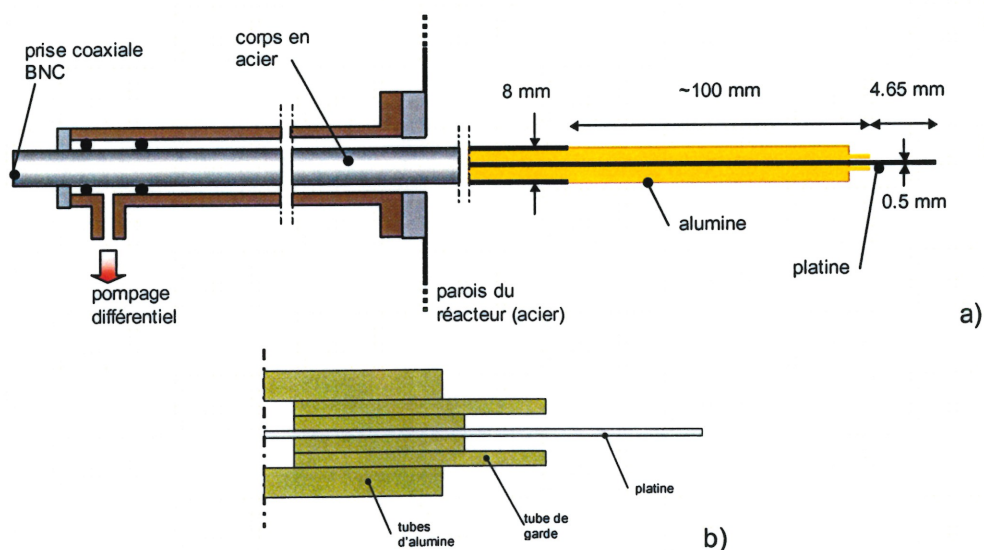 prise coaxiale
BNC
corps en
acier
8 mm
~100 mm
4.65 mm
0.5 mm
alumine
platine
pompage
différentiel
parois du
réacteur (acier)
a)
platine
tube de
garde
tubes
d'alumine
b)